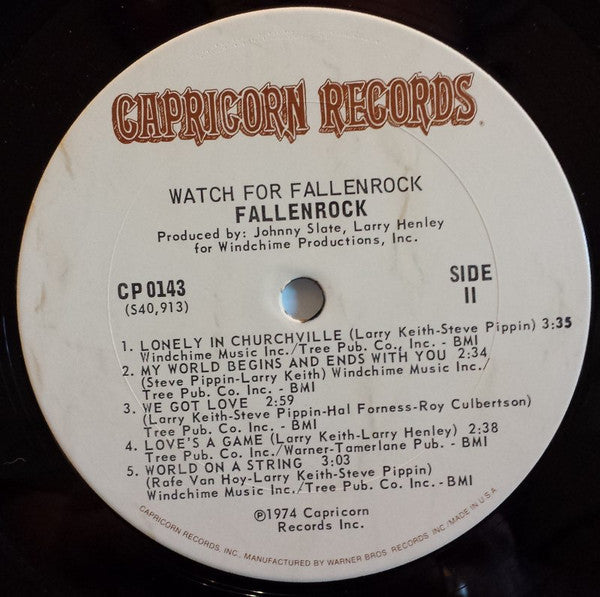 CAPRICORN RECORDS®
WATCH FOR FALLENROCK
FALLENROCK
Produced by: Johnny Slate, Larry Henley
for Windchime Productions, Inc.
CP 0143
(S40,913)
SIDE
II
1. LONELY IN CHURCHVILLE (Larry Keith-Steve Pippin) 3:35
Windchime Music Inc./Tree Pub. Co., Inc. - BMI
2. MY WORLD BEGINS AND ENDS WITH YOU 2:34
(Steve Pippin-Larry Keith) Windchime Music Inc./
Tree Pub. Co. Inc. - BMI
3. WE GOT LOVE 2:59
(Larry Keith-Steve Pippin-Hal Forness-Roy Culbertson)
Tree Pub. Co. Inc. - BMI
4. LOVE'S A GAME (Larry Keith-Larry Henley) 2:38
Tree Pub. Co. Inc./Warner-Tamerlane Pub. - BMI
5. WORLD ON A STRING 3:03
(Rafe Van Hoy-Larry Keith-Steve Pippin)
Windchime Music Inc./Tree Pub. Co. Inc. - BMI
℗1974 Capricorn
Records Inc.
CAPRICORN RECORDS, INC., MANUFACTURED BY WARNER BROS. RECORDS INC. MADE IN U.S.A.